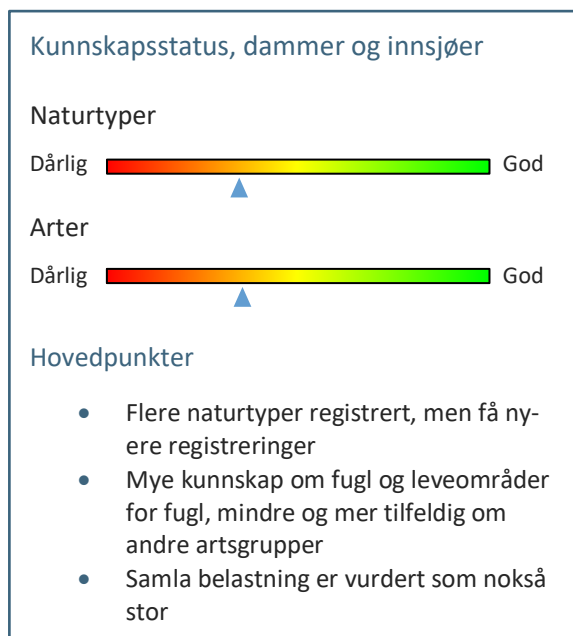 Kunnskapsstatus, dammer og innsjøer
Naturtyper
Dårlig God
Arter
Dårlig God
Hovedpunkter
• Flere naturtyper registrert, men få ny-
ere registreringer
• Mye kunnskap om fugl og leveområder
for fugl, mindre og mer tilfeldig om
andre artsgrupper
• Samla belastning er vurdert som nokså
stor